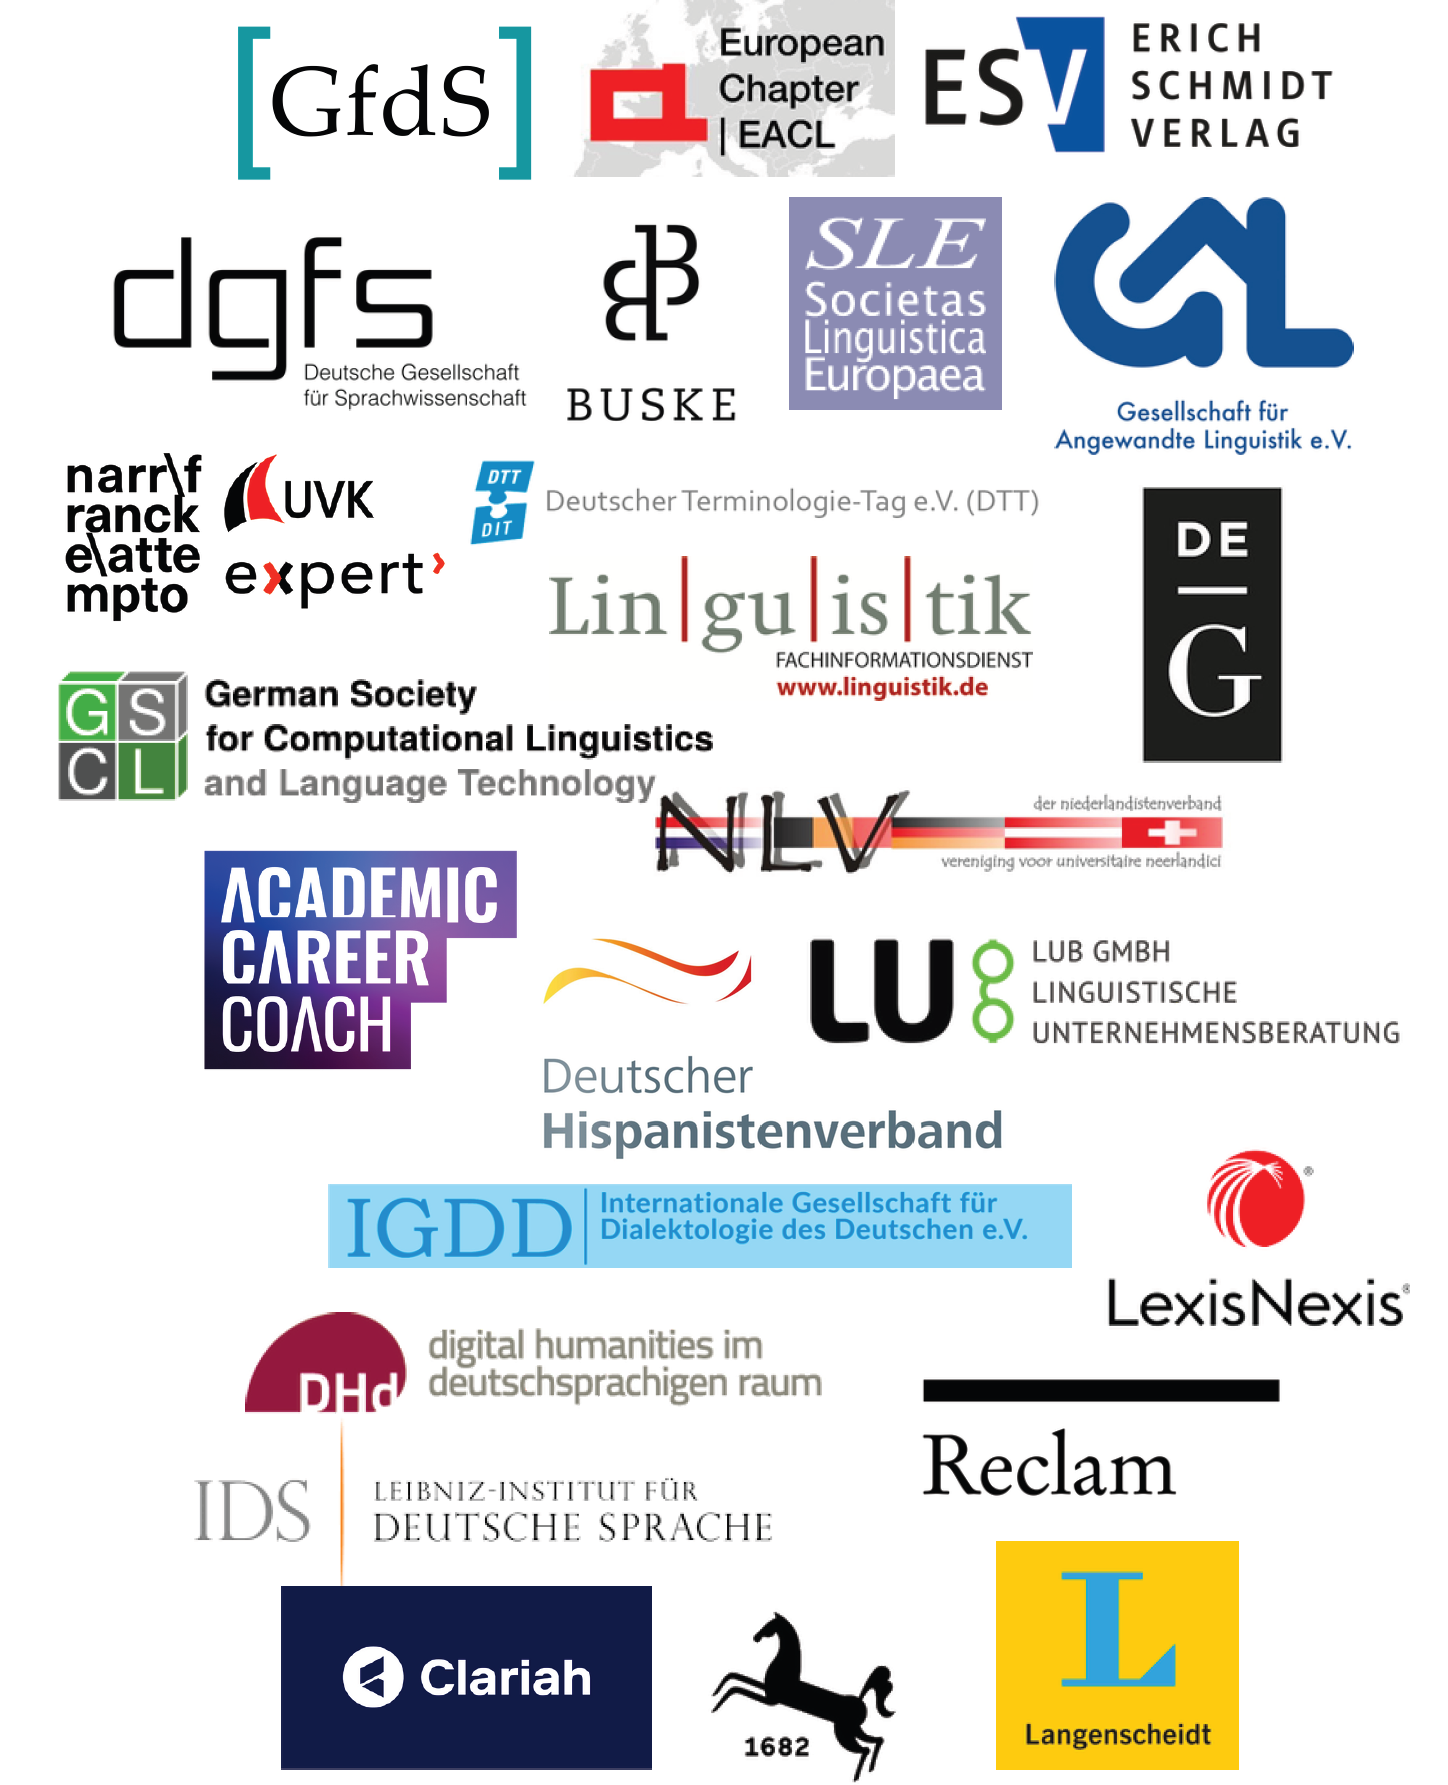 [GfdS]
European
Chapter
| EACL
ESV
ERICH
SCHMIDT
VERLAG
dgfs
Deutsche Gesellschaft
für Sprachwissenschaft
B
BUSKE
SLE
Societas
Linguistica
Europaea
GAL
Gesellschaft für
Angewandte Linguistik e.V.
narr\f
ranck
e\atte
mpto
UVK
expert
DTT
DIT
Deutscher Terminologie-Tag e.V. (DTT)
Lin|gu|is|tik
FACHINFORMATIONSDIENST
www.linguistik.de
DE
G
GS
CL
German Society
for Computational Linguistics
and Language Technology
NLV
der niederlandistenverband
vereniging voor universitaire neerlandici
ACADEMIC
CAREER
COACH
Deutscher
Hispanistenverband
LU8
LUB GMBH
LINGUISTISCHE
UNTERNEHMENSBERATUNG
IGDD
Internationale Gesellschaft für
Dialektologie des Deutschen e.V.
LexisNexis®
DHd
digital humanities im
deutschsprachigen raum
Reclam
IDS
LEIBNIZ-INSTITUT FÜR
DEUTSCHE SPRACHE
Clariah
1682
L
Langenscheidt